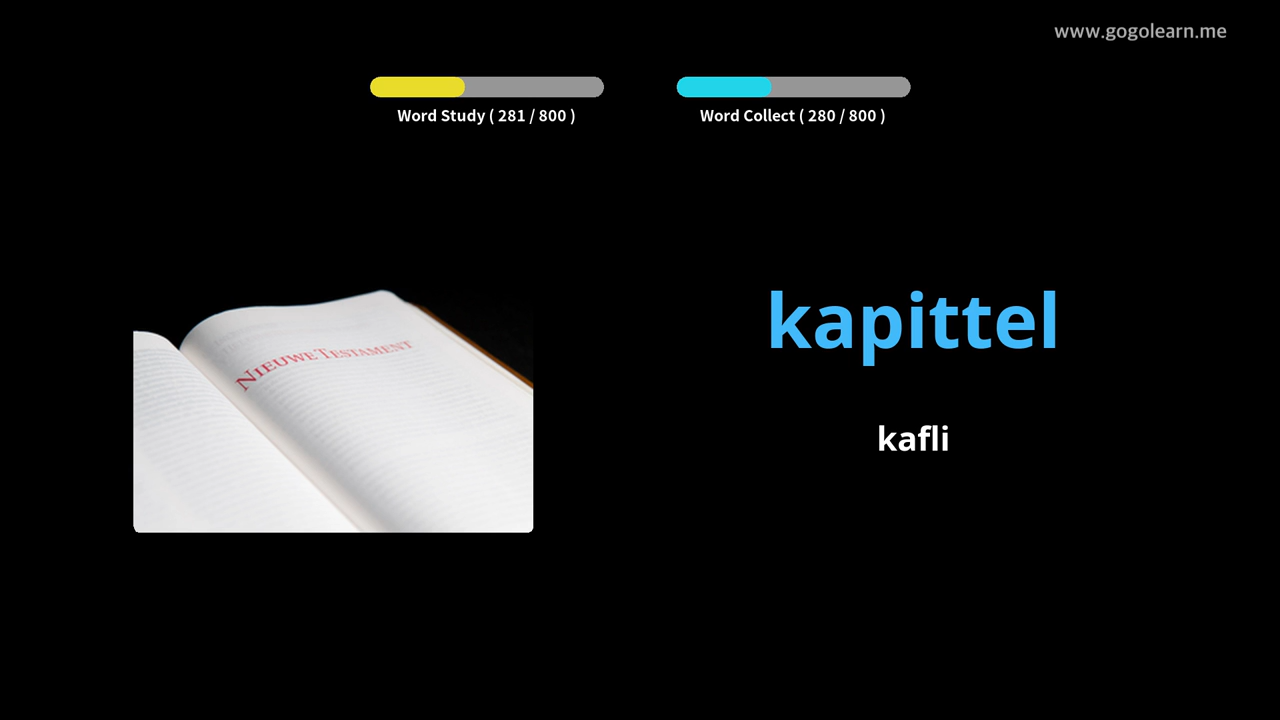 www.gogolearn.me
Word Study ( 281 / 800 )
Word Collect ( 280 / 800 )
NIEUWE TESTAMENT
kapittel
kafli